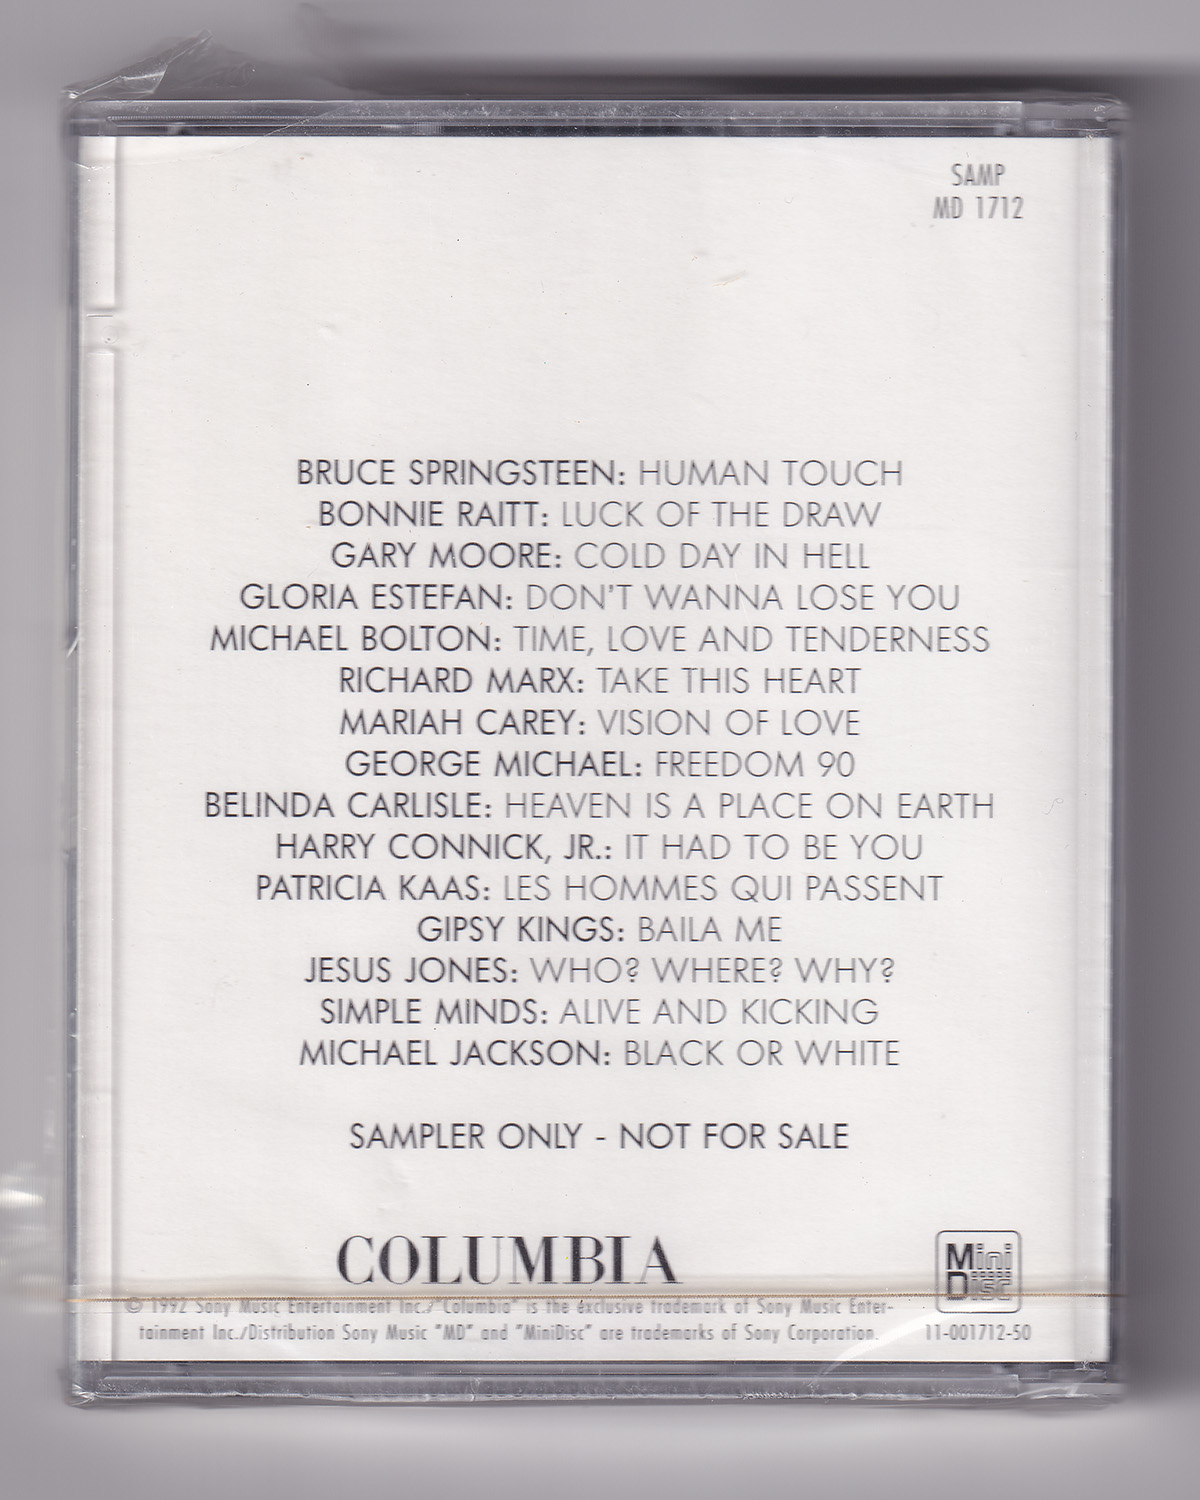 SAMP
MD 1712
BRUCE SPRINGSTEEN: HUMAN TOUCH
BONNIE RAITT: LUCK OF THE DRAW
GARY MOORE: COLD DAY IN HELL
GLORIA ESTEFAN: DON'T WANNA LOSE YOU
MICHAEL BOLTON: TIME, LOVE AND TENDERNESS
RICHARD MARX: TAKE THIS HEART
MARIAH CAREY: VISION OF LOVE
GEORGE MICHAEL: FREEDOM 90
BELINDA CARLISLE: HEAVEN IS A PLACE ON EARTH
HARRY CONNICK, JR.: IT HAD TO BE YOU
PATRICIA KAAS: LES HOMMES QUI PASSENT
GIPSY KINGS: BAILA ME
JESUS JONES: WHO? WHERE? WHY?
SIMPLE MINDS: ALIVE AND KICKING
MICHAEL JACKSON: BLACK OR WHITE
SAMPLER ONLY - NOT FOR SALE
COLUMBIA
Mini
Disc
© 1992 Sony Music Entertainment Inc./"Columbia" is the exclusive trademark of Sony Music Enter-
tainment Inc./Distribution Sony Music "MD" and "MiniDisc" are trademarks of Sony Corporation.
11-001712-50